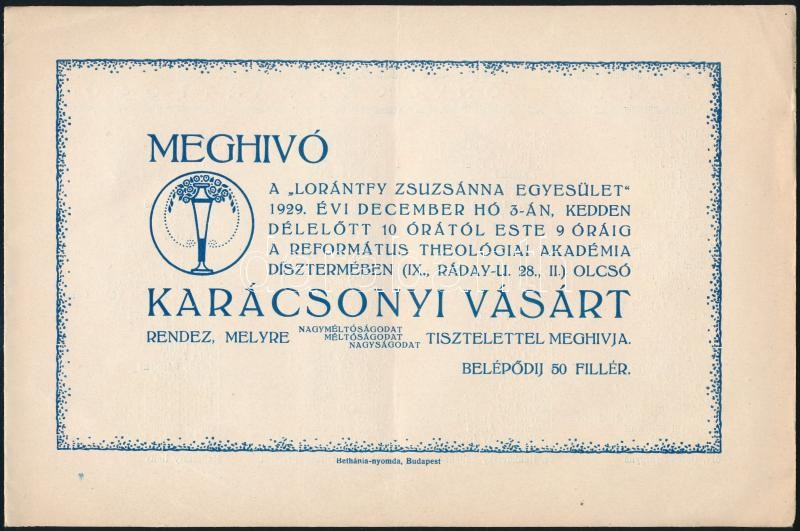 MEGHIVÓ
A „LORÁNTFY ZSUZSÁNNA EGYESÜLET“
1929. ÉVI DECEMBER HÓ 3-ÁN, KEDDEN
DÉLELŐTT 10 ÓRÁTÓL ESTE 9 ÓRÁIG
A REFORMÁTUS THEOLÓGIAI AKADÉMIA
DÍSZTERMÉBEN (IX., RÁDAY-U. 28., II.) OLCSÓ
KARÁCSONYI VÁSÁRT
RENDEZ, MELYRE NAGYMÉLTÓSÁGODAT MÉLTÓSÁGODAT NAGYSÁGODAT TISZTELETTEL MEGHIVJA.
BELÉPŐDIJ 50 FILLÉR.
Bethánia-nyomda, Budapest